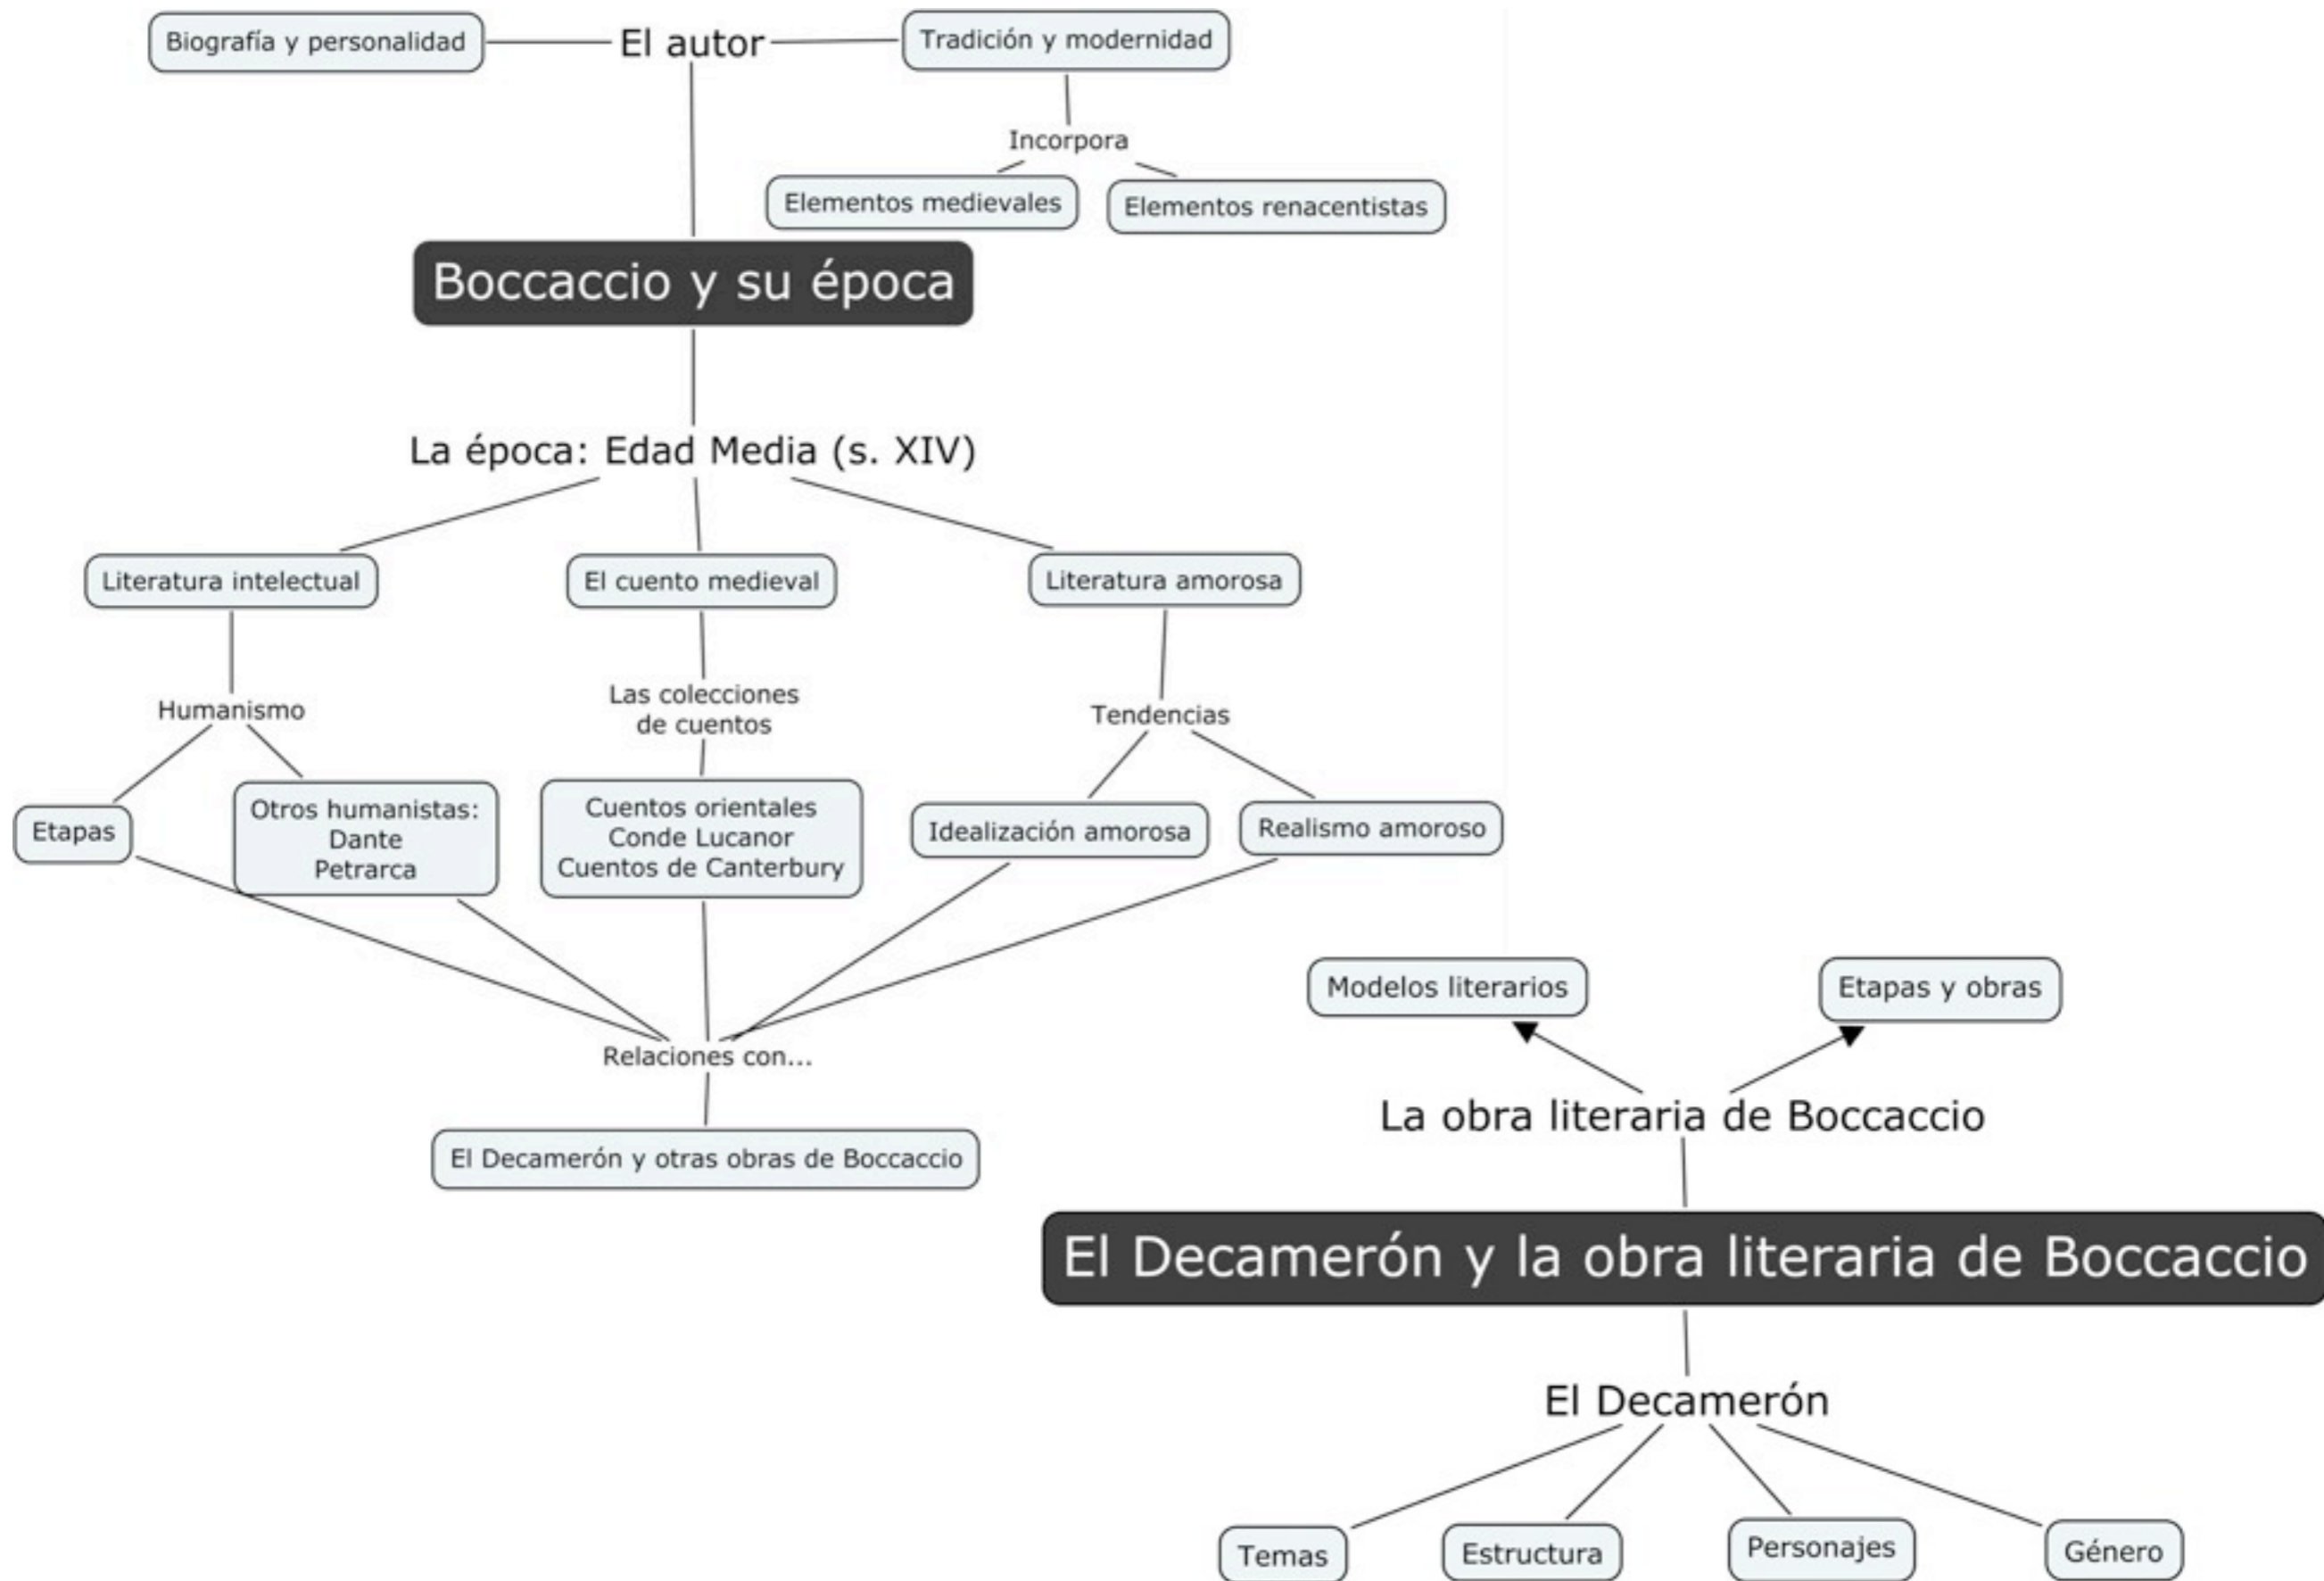 Biografía y personalidad
El autor
Tradición y modernidad
Incorpora
Elementos medievales
Elementos renacentistas
Boccaccio y su época
La época: Edad Media (s. XIV)
Literatura intelectual
El cuento medieval
Literatura amorosa
Humanismo
Las colecciones
de cuentos
Tendencias
Etapas
Otros humanistas:
Dante
Petrarca
Cuentos orientales
Conde Lucanor
Cuentos de Canterbury
Idealización amorosa
Realismo amoroso
Relaciones con...
El Decamerón y otras obras de Boccaccio
Modelos literarios
Etapas y obras
La obra literaria de Boccaccio
El Decamerón y la obra literaria de Boccaccio
El Decamerón
Temas
Estructura
Personajes
Género